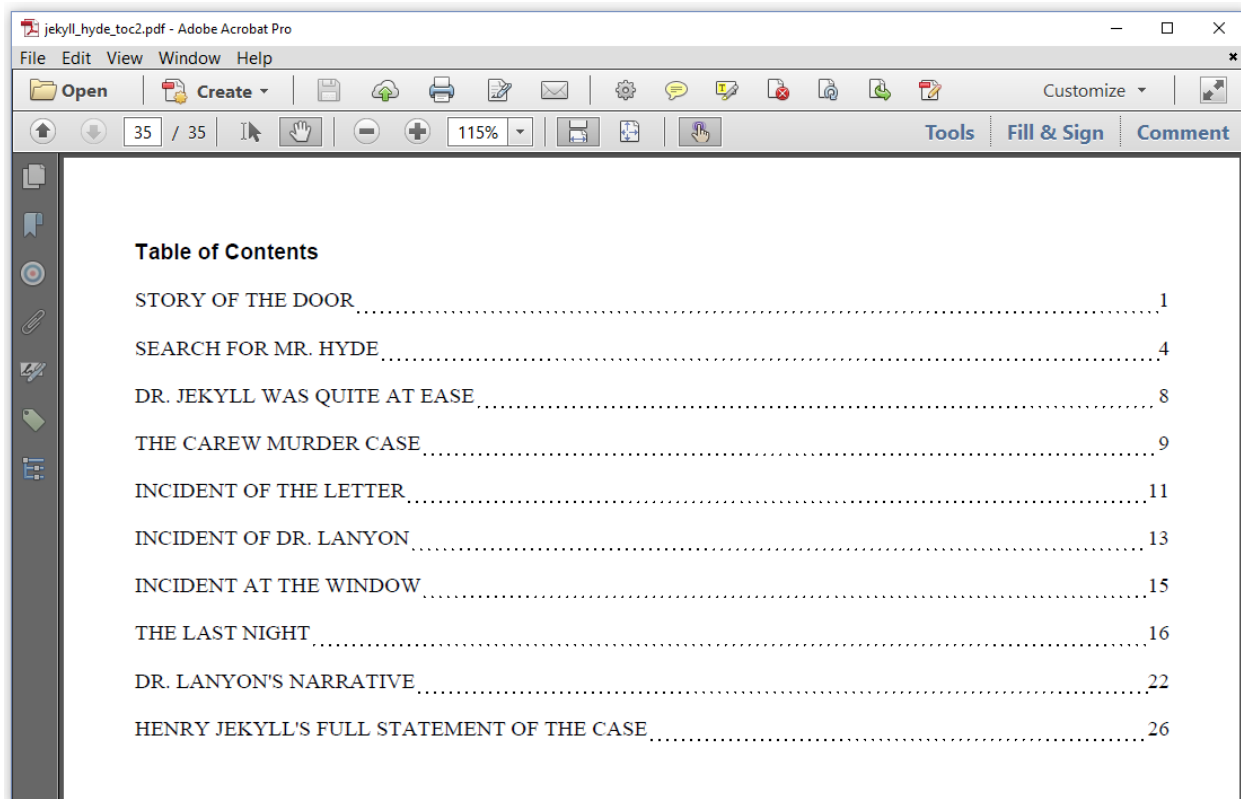 jekyll_hyde_toc2.pdf - Adobe Acrobat Pro
File Edit View Window Help
Open Create Customize
35 / 35 115% Tools Fill & Sign Comment
Table of Contents
STORY OF THE DOOR 1
SEARCH FOR MR. HYDE 4
DR. JEKYLL WAS QUITE AT EASE 8
THE CAREW MURDER CASE 9
INCIDENT OF THE LETTER 11
INCIDENT OF DR. LANYON 13
INCIDENT AT THE WINDOW 15
THE LAST NIGHT 16
DR. LANYON'S NARRATIVE 22
HENRY JEKYLL'S FULL STATEMENT OF THE CASE 26